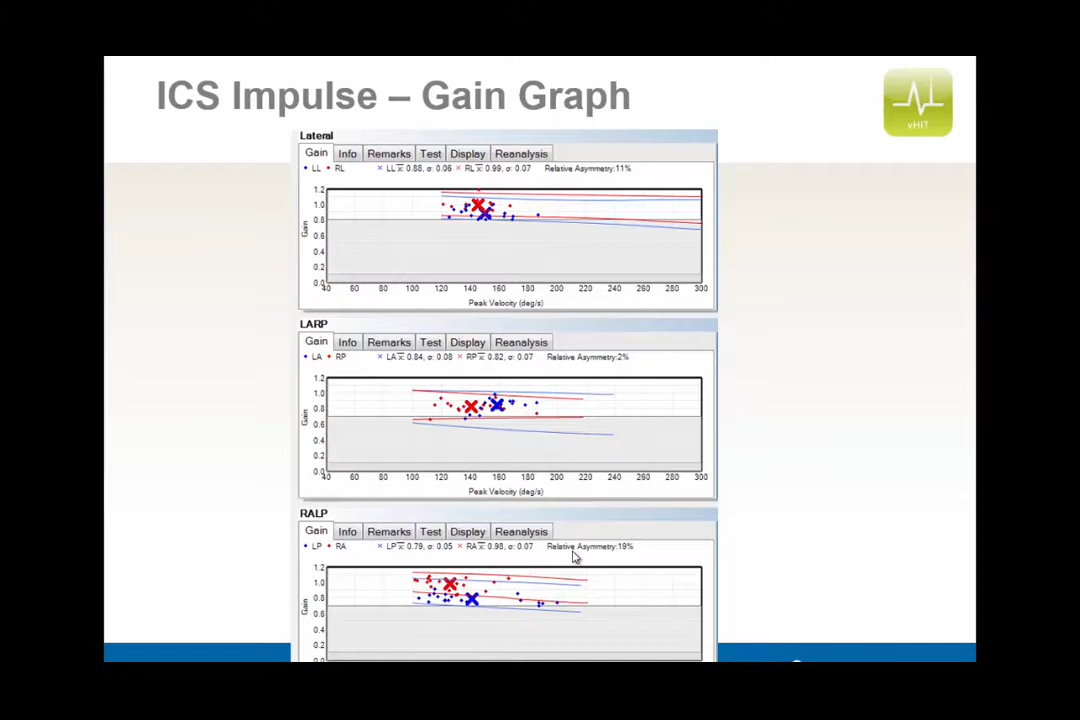 ICS Impulse – Gain Graph
vHIT
Lateral
Gain Info Remarks Test Display Reanalysis
LL RL LL x̄: 0.88, σ: 0.06 RL x̄: 0.99, σ: 0.07 Relative Asymmetry:11%
1.2
1.0
0.8
0.6
0.4
0.2
0.0
Gain
40 60 80 100 120 140 160 180 200 220 240 260 280 300
Peak Velocity (deg/s)
LARP
Gain Info Remarks Test Display Reanalysis
LA RP LA x̄: 0.84, σ: 0.08 RP x̄: 0.82, σ: 0.07 Relative Asymmetry:2%
1.2
1.0
0.8
0.6
0.4
0.2
0.0
Gain
40 60 80 100 120 140 160 180 200 220 240 260 280 300
Peak Velocity (deg/s)
RALP
Gain Info Remarks Test Display Reanalysis
LP RA LP x̄: 0.79, σ: 0.05 RA x̄: 0.98, σ: 0.07 Relative Asymmetry:19%
1.2
1.0
0.8
0.6
0.4
0.2
Gain